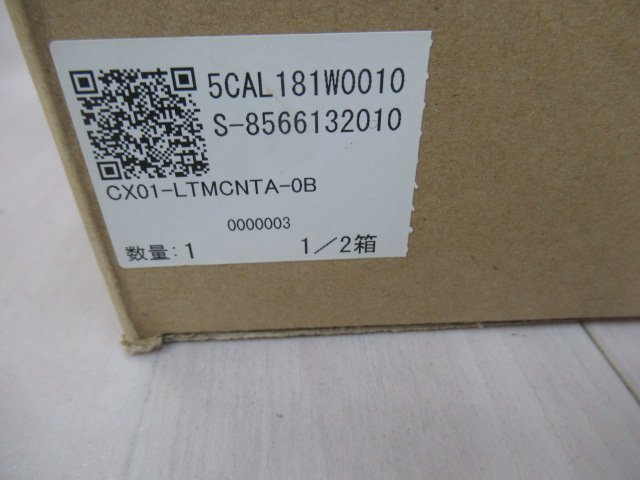 5CAL181W0010
S-8566132010
CX01-LTMCNTA-0B
0000003
数量:1 1/2箱